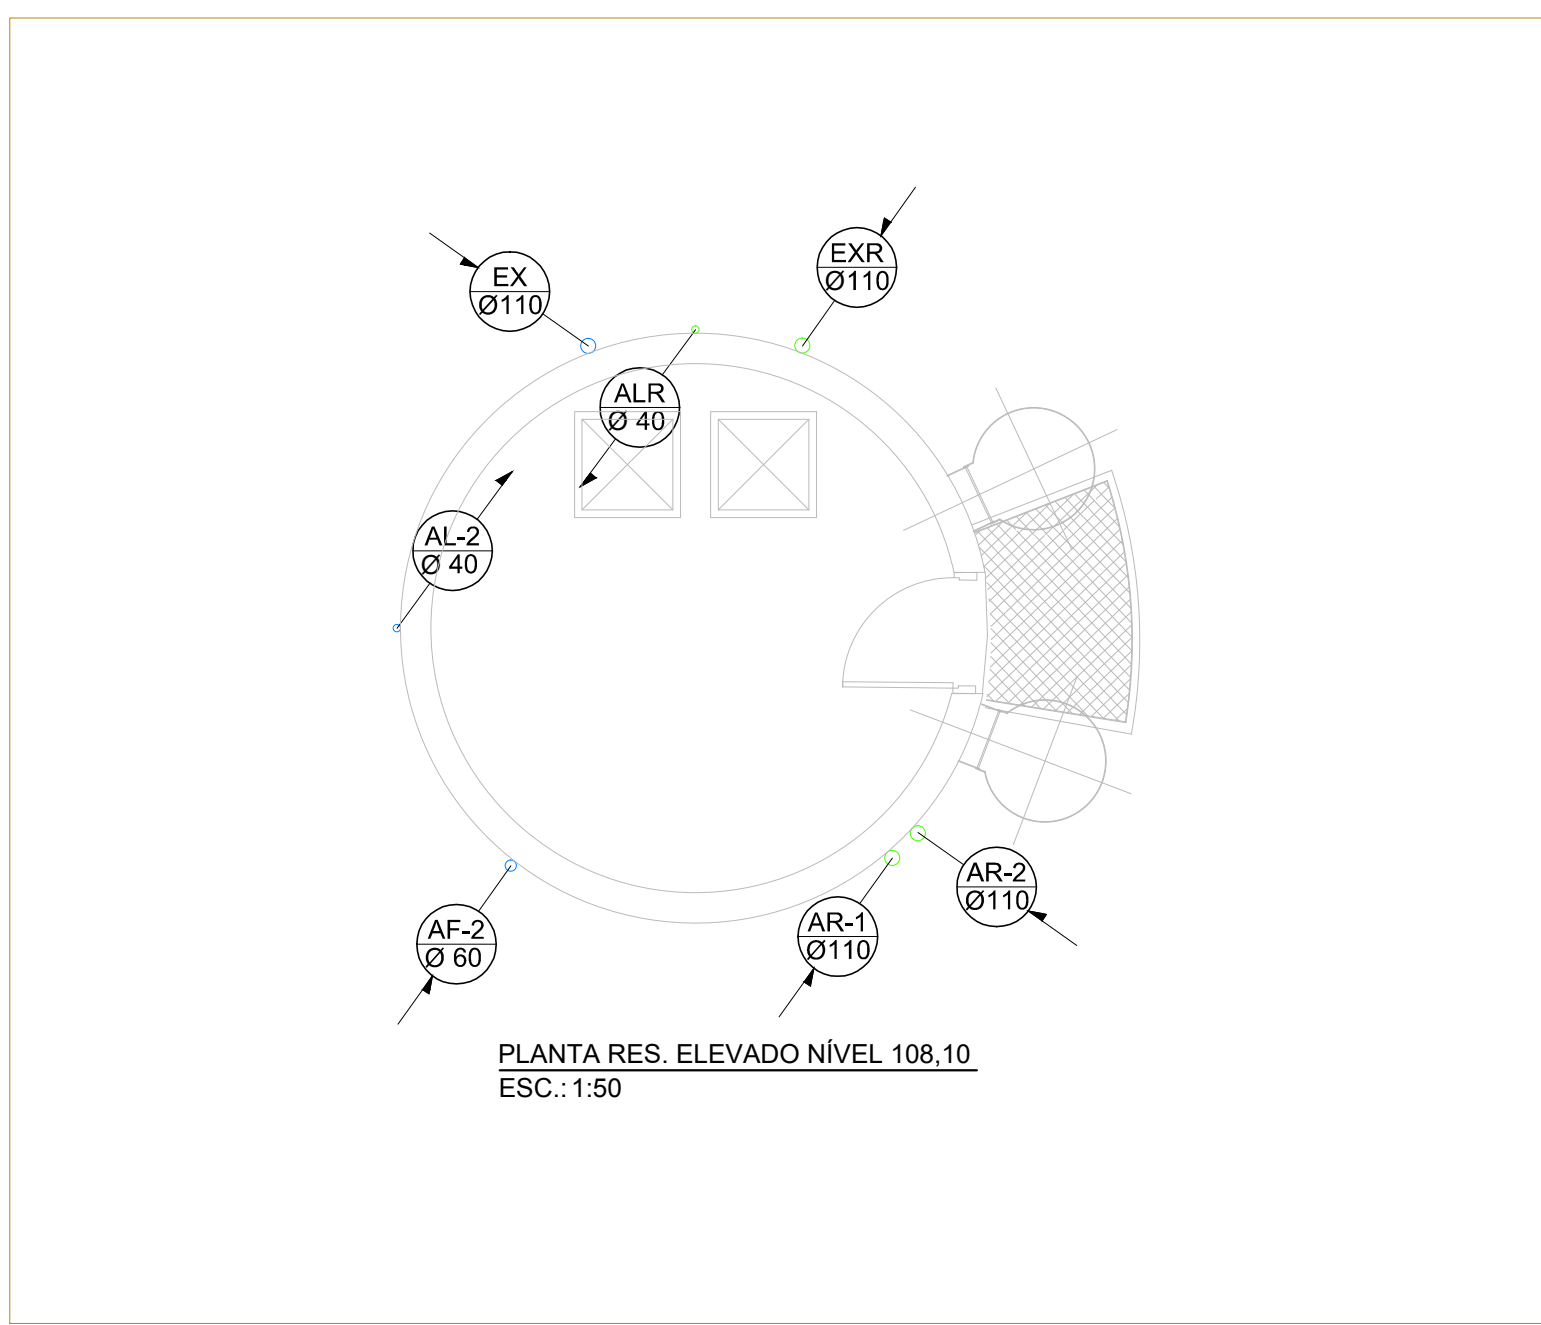 EXR
Ø110
EX
Ø110
ALR
Ø 40
AL-2
Ø 40
AR-2
Ø110
AR-1
Ø110
AF-2
Ø 60
PLANTA RES. ELEVADO NÍVEL 108,10
ESC.: 1:50